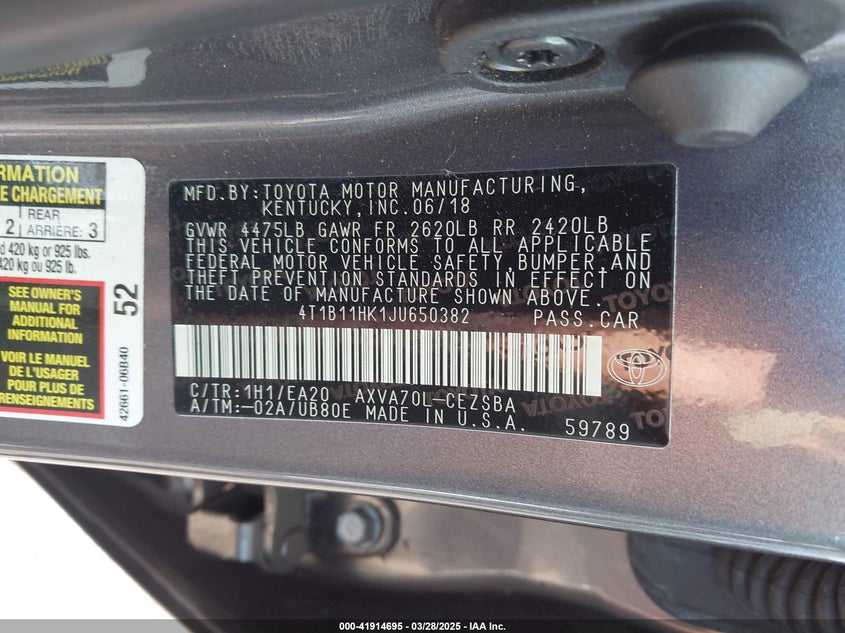 RMATION
E CHARGEMENT
2 REAR
ARRIÈRE: 3
d 420 kg or 925 lbs.
420 kg ou 925 lb.
SEE OWNER'S
MANUAL FOR
ADDITIONAL
INFORMATION
VOIR LE MANUEL
DE L'USAGER
POUR PLUS DE
RENSEIGNEMENTS
52
42661-06B40
MFD.BY:TOYOTA MOTOR MANUFACTURING,
KENTUCKY,INC.06/18
GVWR 4475LB GAWR FR 2620LB RR 2420LB
THIS VEHICLE CONFORMS TO ALL APPLICABLE
FEDERAL MOTOR VEHICLE SAFETY,BUMPER,AND
THEFT PREVENTION STANDARDS IN EFFECT ON
THE DATE OF MANUFACTURE SHOWN ABOVE.
4T1B11HK1JU650382 PASS.CAR
C/TR:1H1/EA20 AXVA70L-CEZSBA
A/TM:-02A/UB80E MADE IN U.S.A. 59789
000-41914695 03/28/2025 IAA Inc.